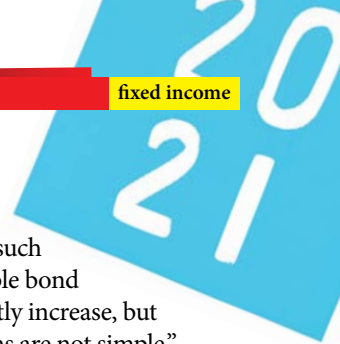 20
fixed income
21
such
ble bond
tly increase, but
are not simple”